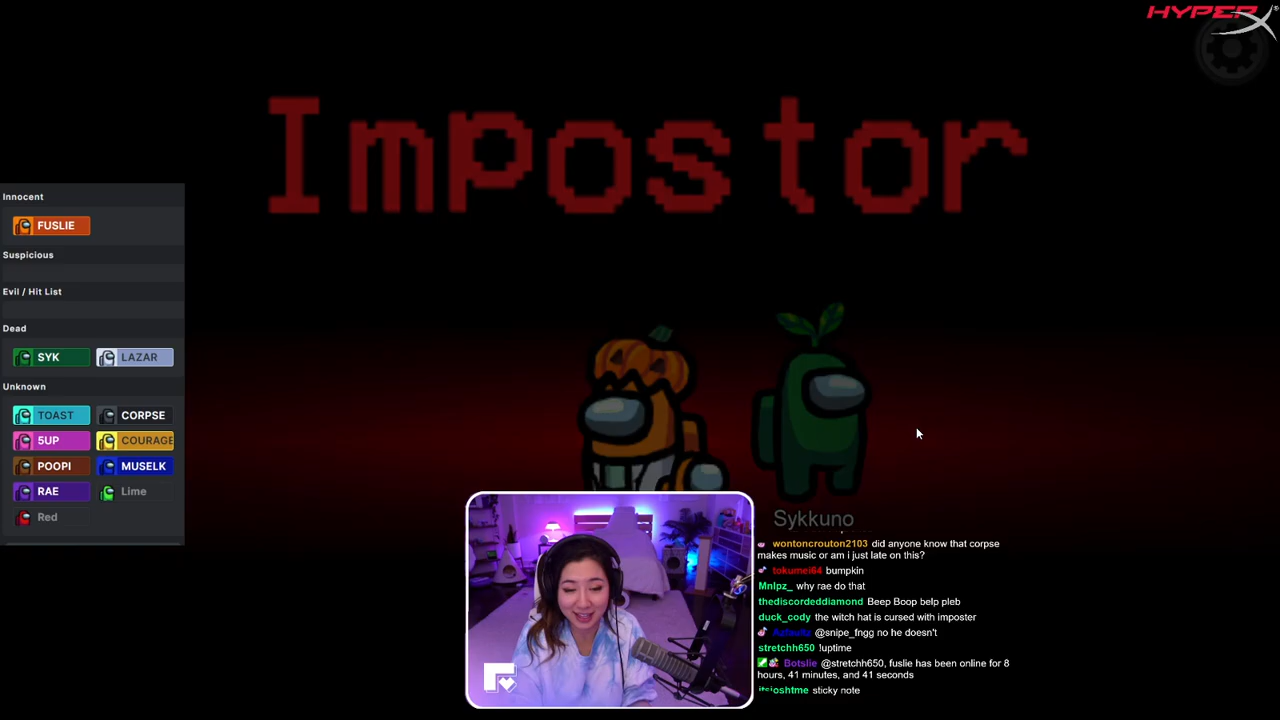 HYPERX
Impostor
Innocent
FUSLIE
Suspicious
Evil / Hit List
Dead
SYK
LAZAR
Unknown
TOAST
CORPSE
5UP
COURAGE
POOPI
MUSELK
RAE
Lime
Red
Sykkuno
wontoncrouton2103 did anyone know that corpse
makes music or am i just late on this?
tokumei64 bumpkin
Mnlpz_ why rae do that
thediscordeddiamond Beep Boop belp pleb
duck_cody the witch hat is cursed with imposter
@snipe_fngg no he doesn't
stretchh650 !uptime
Botslie @stretchh650, fuslie has been online for 8
hours, 41 minutes, and 41 seconds
itsjoshtme sticky note